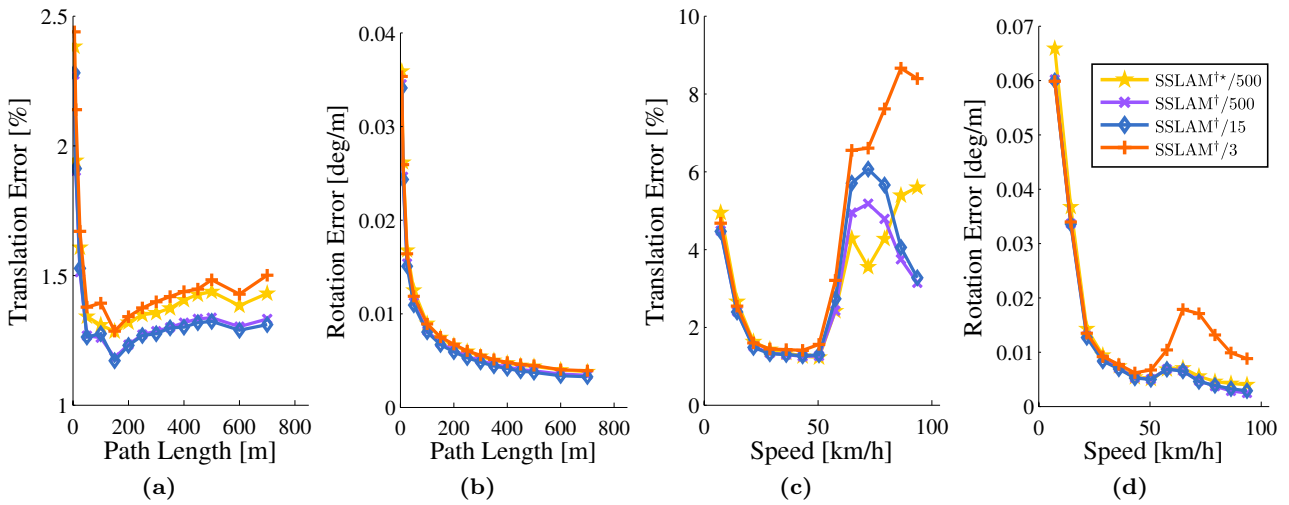 Translation Error [%]
2.5
2
1.5
1
0 200 400 600 800
Path Length [m]
(a)
Rotation Error [deg/m]
0.04
0.03
0.02
0.01
0
0 200 400 600 800
Path Length [m]
(b)
Translation Error [%]
10
8
6
4
2
0
0 50 100
Speed [km/h]
(c)
Rotation Error [deg/m]
0.07
0.06
0.05
0.04
0.03
0.02
0.01
0
0 50 100
Speed [km/h]
(d)
SSLAM†⋆/500
SSLAM†/500
SSLAM†/15
SSLAM†/3